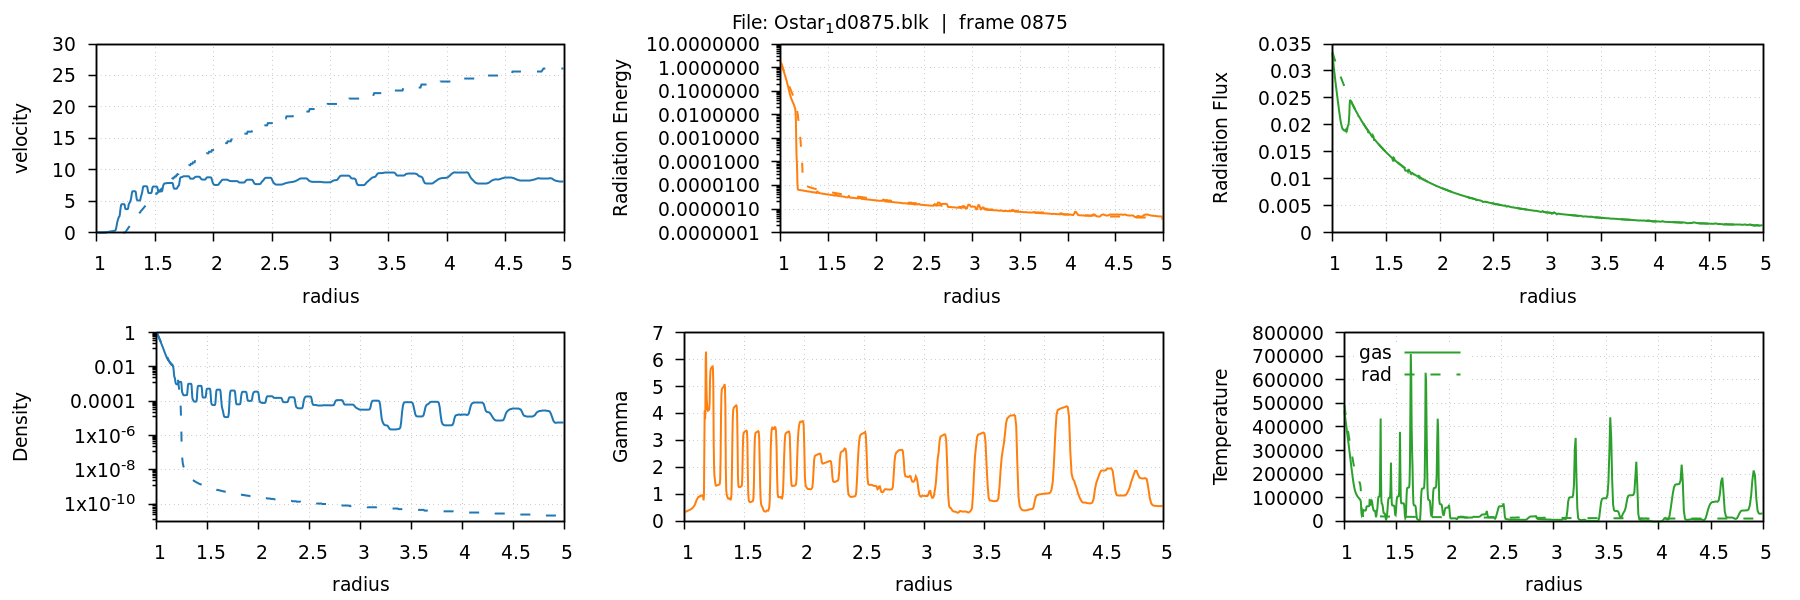 File: Ostar₁d0875.blk | frame 0875
velocity
30
25
20
15
10
5
0
1 1.5 2 2.5 3 3.5 4 4.5 5
radius
Radiation Energy
10.0000000
1.0000000
0.1000000
0.0100000
0.0010000
0.0001000
0.0000100
0.0000010
0.0000001
1 1.5 2 2.5 3 3.5 4 4.5 5
radius
Radiation Flux
0.035
0.03
0.025
0.02
0.015
0.01
0.005
0
1 1.5 2 2.5 3 3.5 4 4.5 5
radius
Density
1
0.01
0.0001
1x10⁻⁶
1x10⁻⁸
1x10⁻¹⁰
1 1.5 2 2.5 3 3.5 4 4.5 5
radius
Gamma
7
6
5
4
3
2
1
0
1 1.5 2 2.5 3 3.5 4 4.5 5
radius
Temperature
800000
700000
600000
500000
400000
300000
200000
100000
0
gas
rad
1 1.5 2 2.5 3 3.5 4 4.5 5
radius